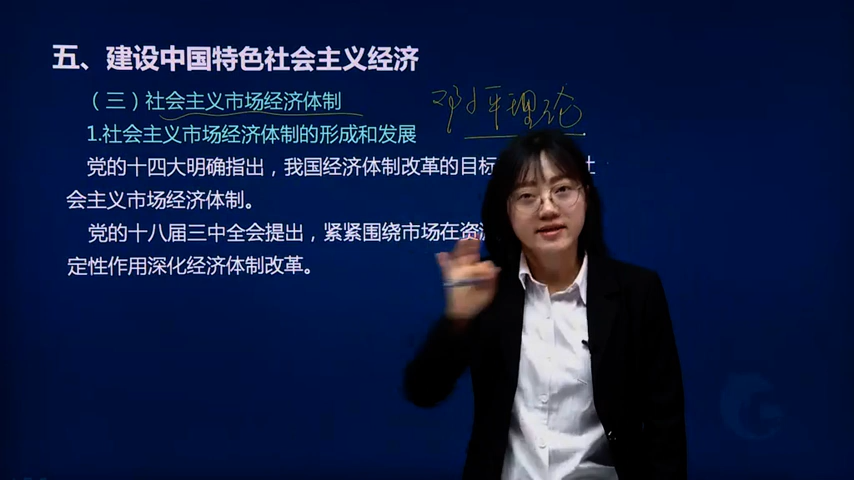 五、建设中国特色社会主义经济
（三）社会主义市场经济体制
邓小平理论
1.社会主义市场经济体制的形成和发展
党的十四大明确指出，我国经济体制改革的目标 社
会主义市场经济体制。
党的十八届三中全会提出，紧紧围绕市场在资源
定性作用深化经济体制改革。